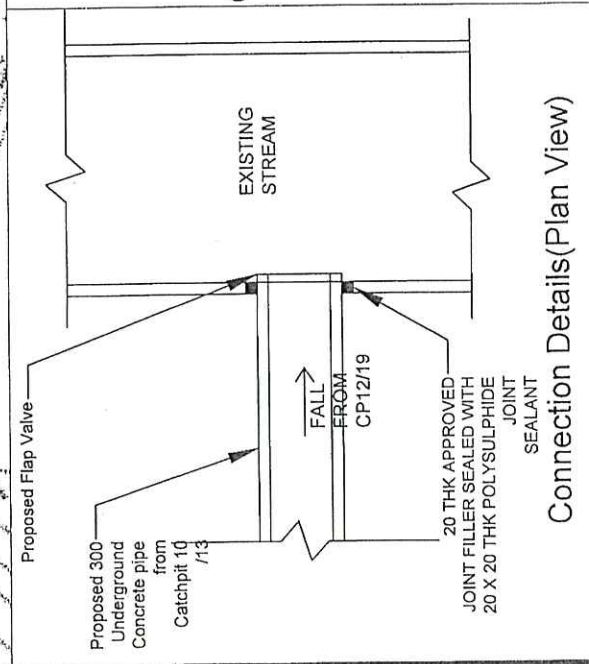 Proposed Flap Valve
Proposed 300
Underground
Concrete pipe
from
Catchpit 10
/13
EXISTING
STREAM
FALL
FROM
CP12/19
20 THK APPROVED
JOINT FILLER SEALED WITH
20 X 20 THK POLYSULPHIDE
JOINT
SEALANT
Connection Details(Plan View)